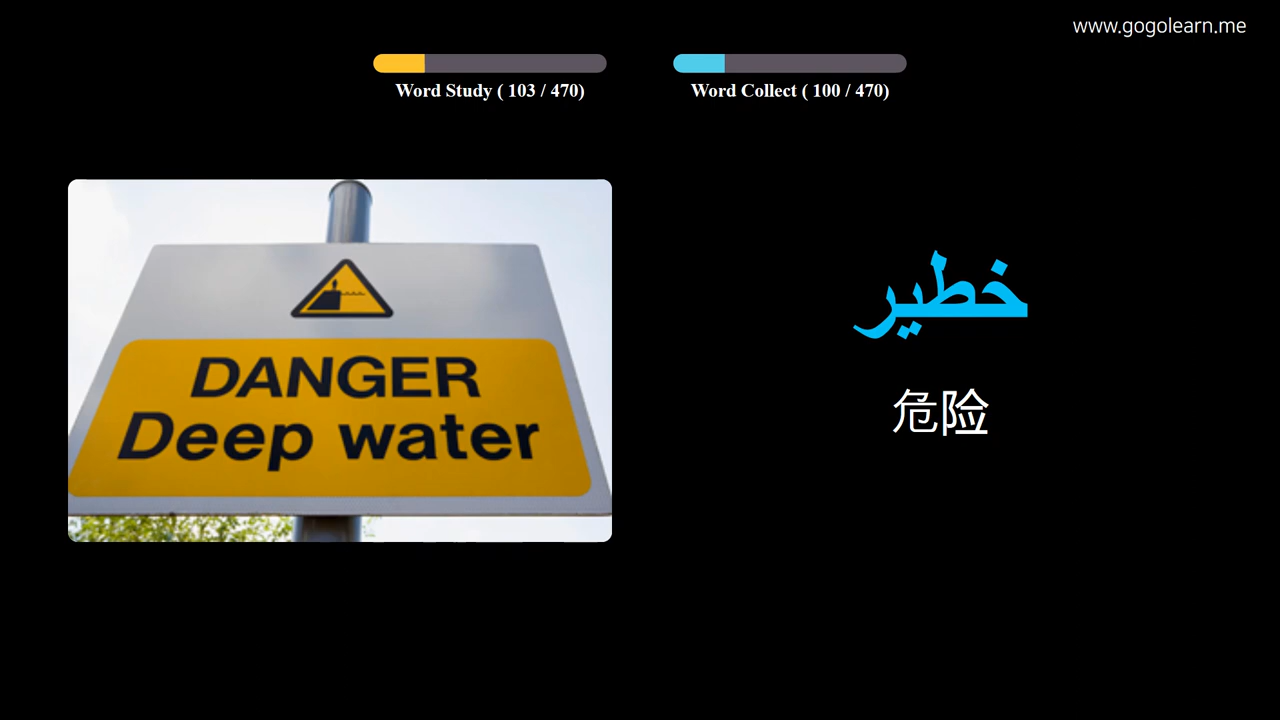 www.gogolearn.me
Word Study ( 103 / 470)
Word Collect ( 100 / 470)
DANGER
Deep water
خطير
危险